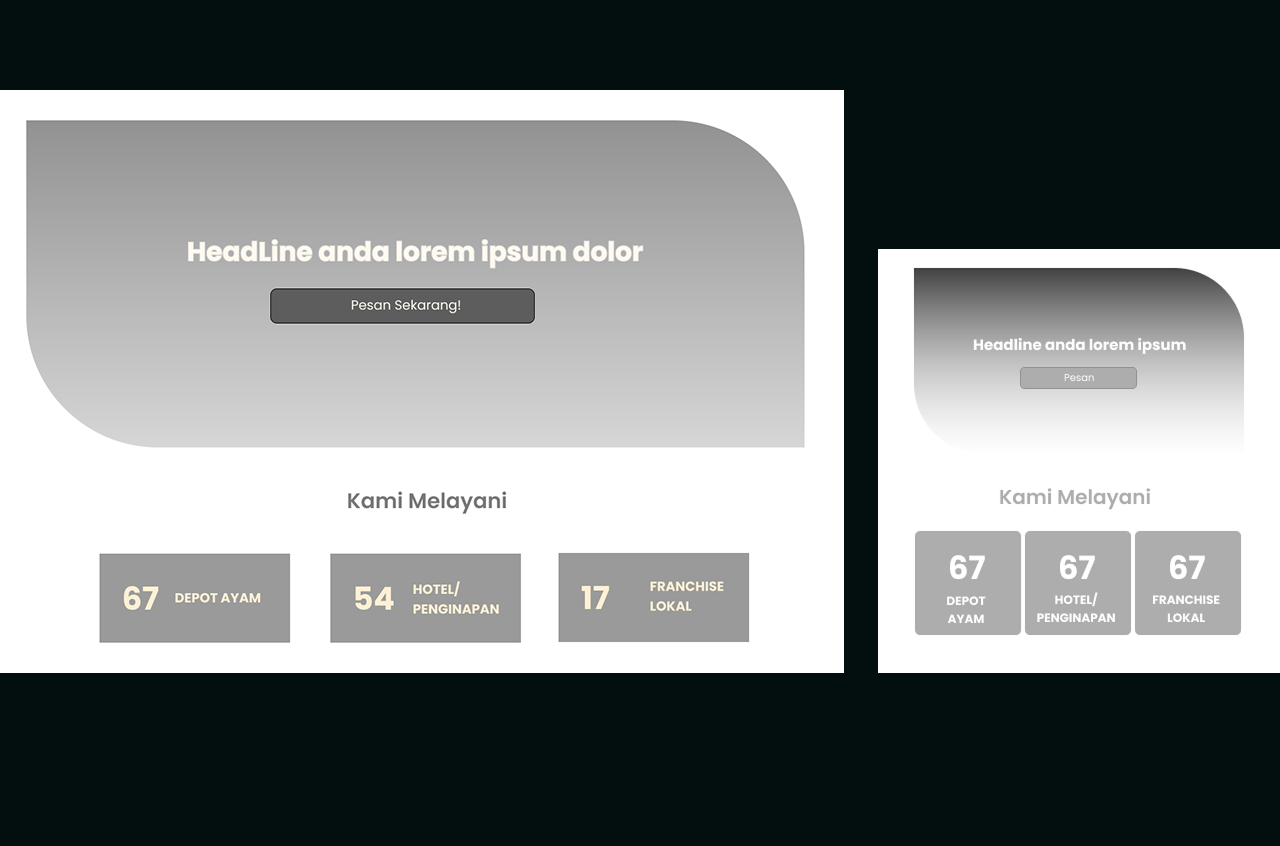 HeadLine anda lorem ipsum dolor
Pesan Sekarang!
Kami Melayani
67 DEPOT AYAM
54 HOTEL/
PENGINAPAN
17 FRANCHISE
LOKAL
Headline anda lorem ipsum
Pesan
Kami Melayani
67
DEPOT
AYAM
67
HOTEL/
PENGINAPAN
67
FRANCHISE
LOKAL